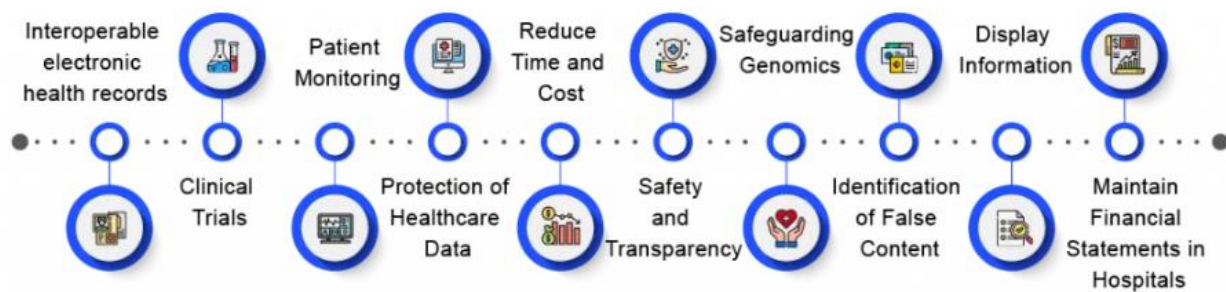 Interoperable
electronic
health records
Clinical
Trials
Patient
Monitoring
Protection of
Healthcare
Data
Reduce
Time and
Cost
Safety
and
Transparency
Safeguarding
Genomics
Identification
of False
Content
Display
Information
Maintain
Financial
Statements in
Hospitals